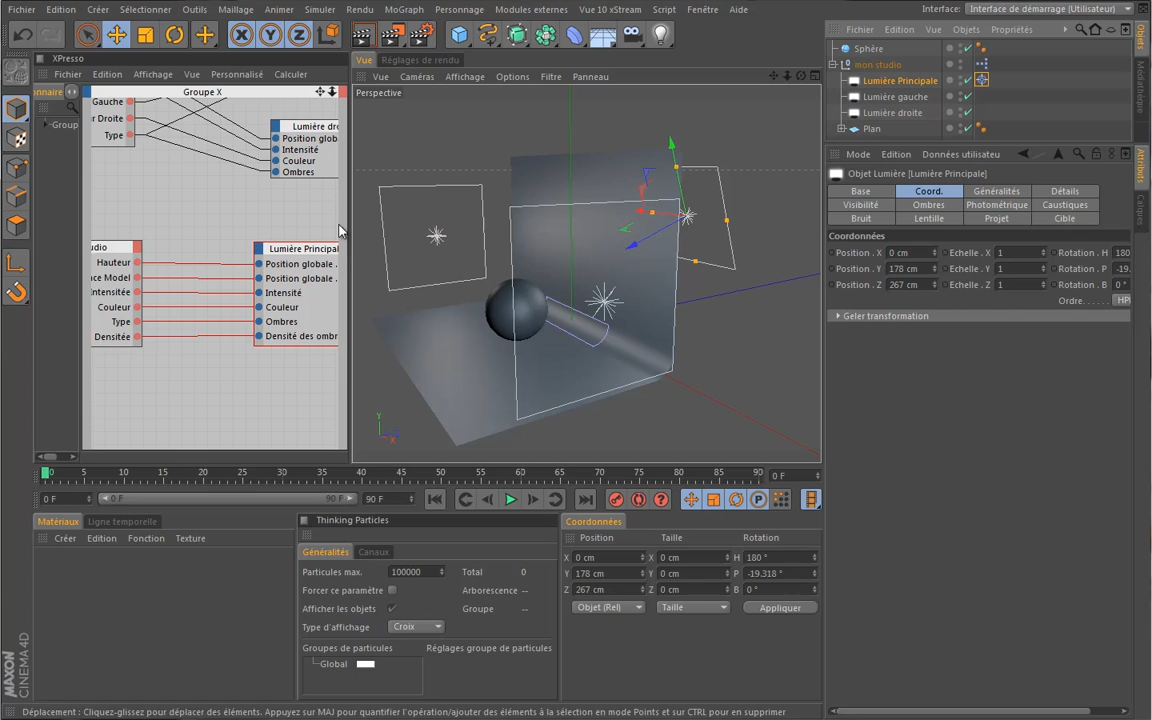 Fichier Edition Créer Sélectionner Outils Maillage Animer Simuler Rendu MoGraph Personnage Modules externes Vue 10 xStream Script Fenêtre Aide Interface: Interface de démarrage (Utilisateur)
XPresso
Fichier Edition Affichage Vue Personnalisé Calculer
Groupe X
Group
Gauche
r Droite
Type
Lumière dro
Position globa
Intensité
Couleur
Ombres
udio
Hauteur
ce Model
ntensitée
Couleur
Type
Densitée
Lumière Principal
Position globale .
Position globale .
Intensité
Couleur
Ombres
Densité des ombr
Vue Réglages de rendu
Vue Caméras Affichage Options Filtre Panneau
Perspective
Y
X
Fichier Edition Vue Objets Propriétés
Sphère
mon studio
Lumière Principale
Lumière gauche
Lumière droite
Plan
Objets
Médiathèque
Mode Edition Données utilisateur
Objet Lumière [Lumière Principale]
Base Coord. Généralités Détails
Visibilité Ombres Photométrique Caustiques
Bruit Lentille Projet Cible
Attributs
Calques
Coordonnées
Position . X 0 cm Echelle . X 1 Rotation . H 180
Position . Y 178 cm Echelle . Y 1 Rotation . P -19.
Position . Z 267 cm Echelle . Z 1 Rotation . B 0 °
Ordre. HP
Geler transformation
0 5 10 15 20 25 30 35 40 45 50 55 60 65 70 75 80 85 90 0 F
0 F 0 F 90 F 90 F
Matériaux Ligne temporelle
Créer Edition Fonction Texture
Thinking Particles
Généralités Canaux
Particules max. 100000 Total 0
Forcer ce paramètre Arborescence --
Afficher les objets Groupe --
Type d'affichage Croix
Groupes de particules Réglages groupe de particules
Global
Coordonnées
Position Taille Rotation
X 0 cm X 0 cm H 180 °
Y 178 cm Y 0 cm P -19.318 °
Z 267 cm Z 0 cm B 0 °
Objet (Rel) Taille Appliquer
MAXON
CINEMA 4D
Déplacement : Cliquez-glissez pour déplacer des éléments. Appuyez sur MAJ pour quantifier l'opération/ajouter des éléments à la sélection en mode Points et sur CTRL pour en supprimer